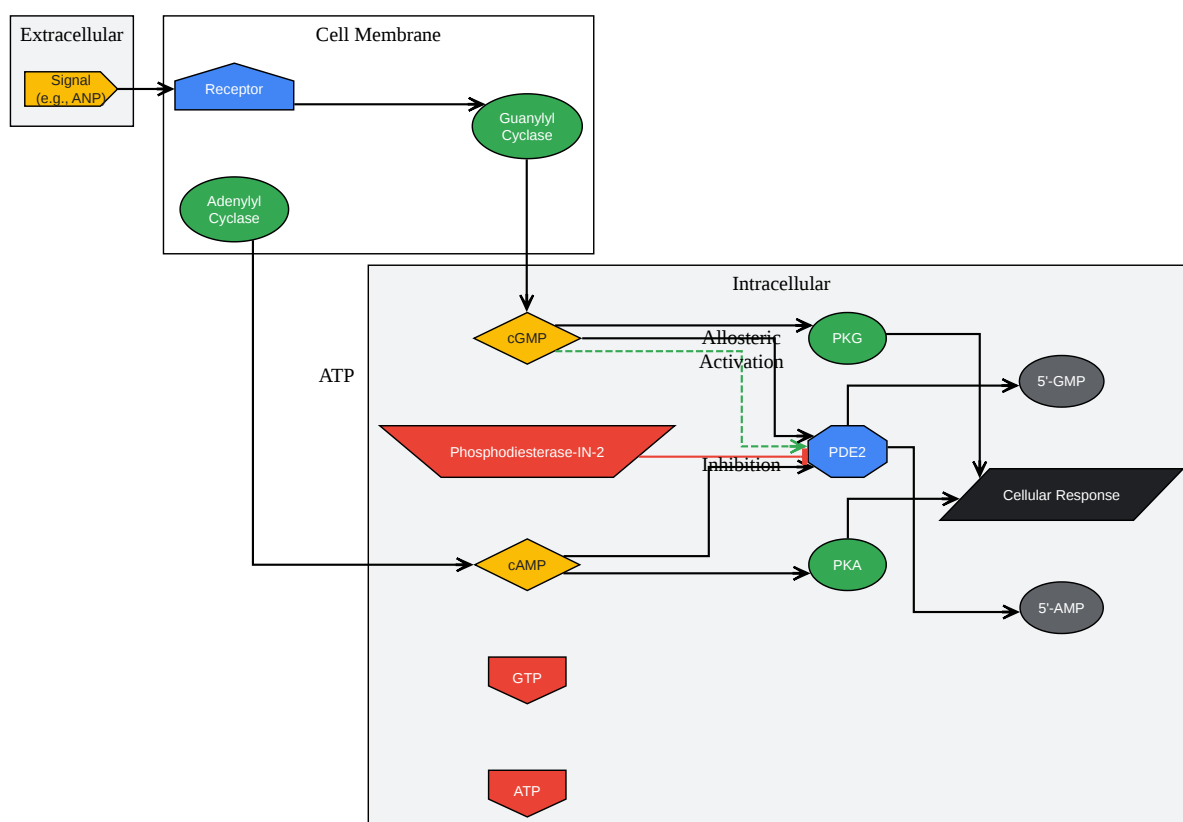 Extracellular
Cell Membrane
Signal
(e.g., ANP)
Receptor
Guanylyl
Cyclase
Adenylyl
Cyclase
Intracellular
cGMP
Allosteric
Activation
PKG
ATP
5'-GMP
Phosphodiesterase-IN-2
Inhibition
PDE2
Cellular Response
cAMP
PKA
5'-AMP
GTP
ATP